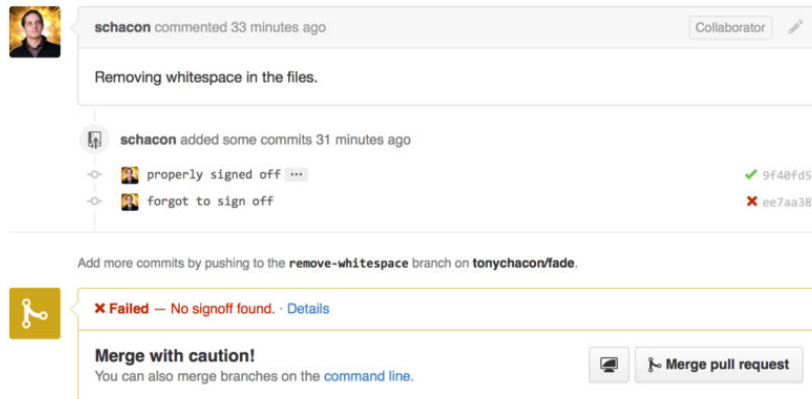 schacon commented 33 minutes ago
Collaborator
Removing whitespace in the files.
schacon added some commits 31 minutes ago
properly signed off ...
9f40fd5
forgot to sign off
ee7aa38
Add more commits by pushing to the remove-whitespace branch on tonychacon/fade.
Failed — No signoff found. · Details
Merge with caution!
You can also merge branches on the command line.
Merge pull request